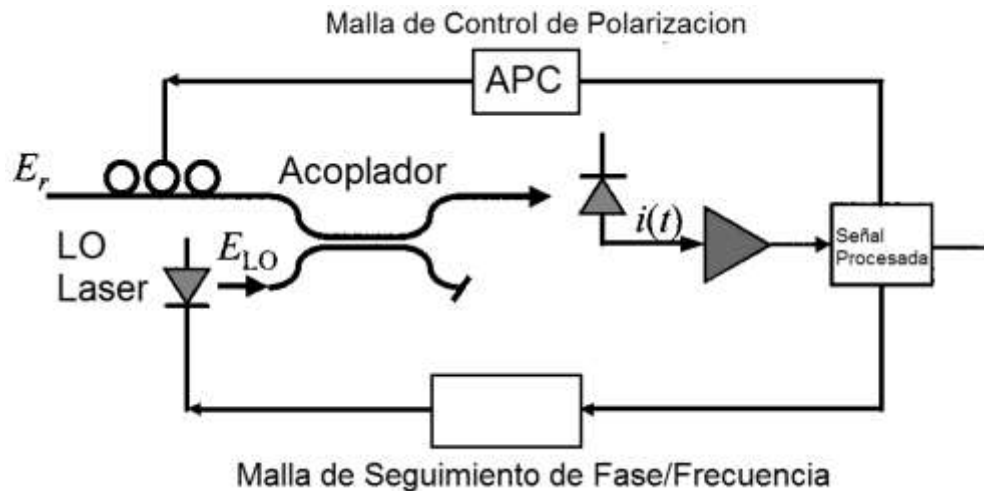 Malla de Control de Polarizacion
APC
E_r
Acoplador
LO
Laser
E_LO
i(t)
Señal
Procesada
Malla de Seguimiento de Fase/Frecuencia